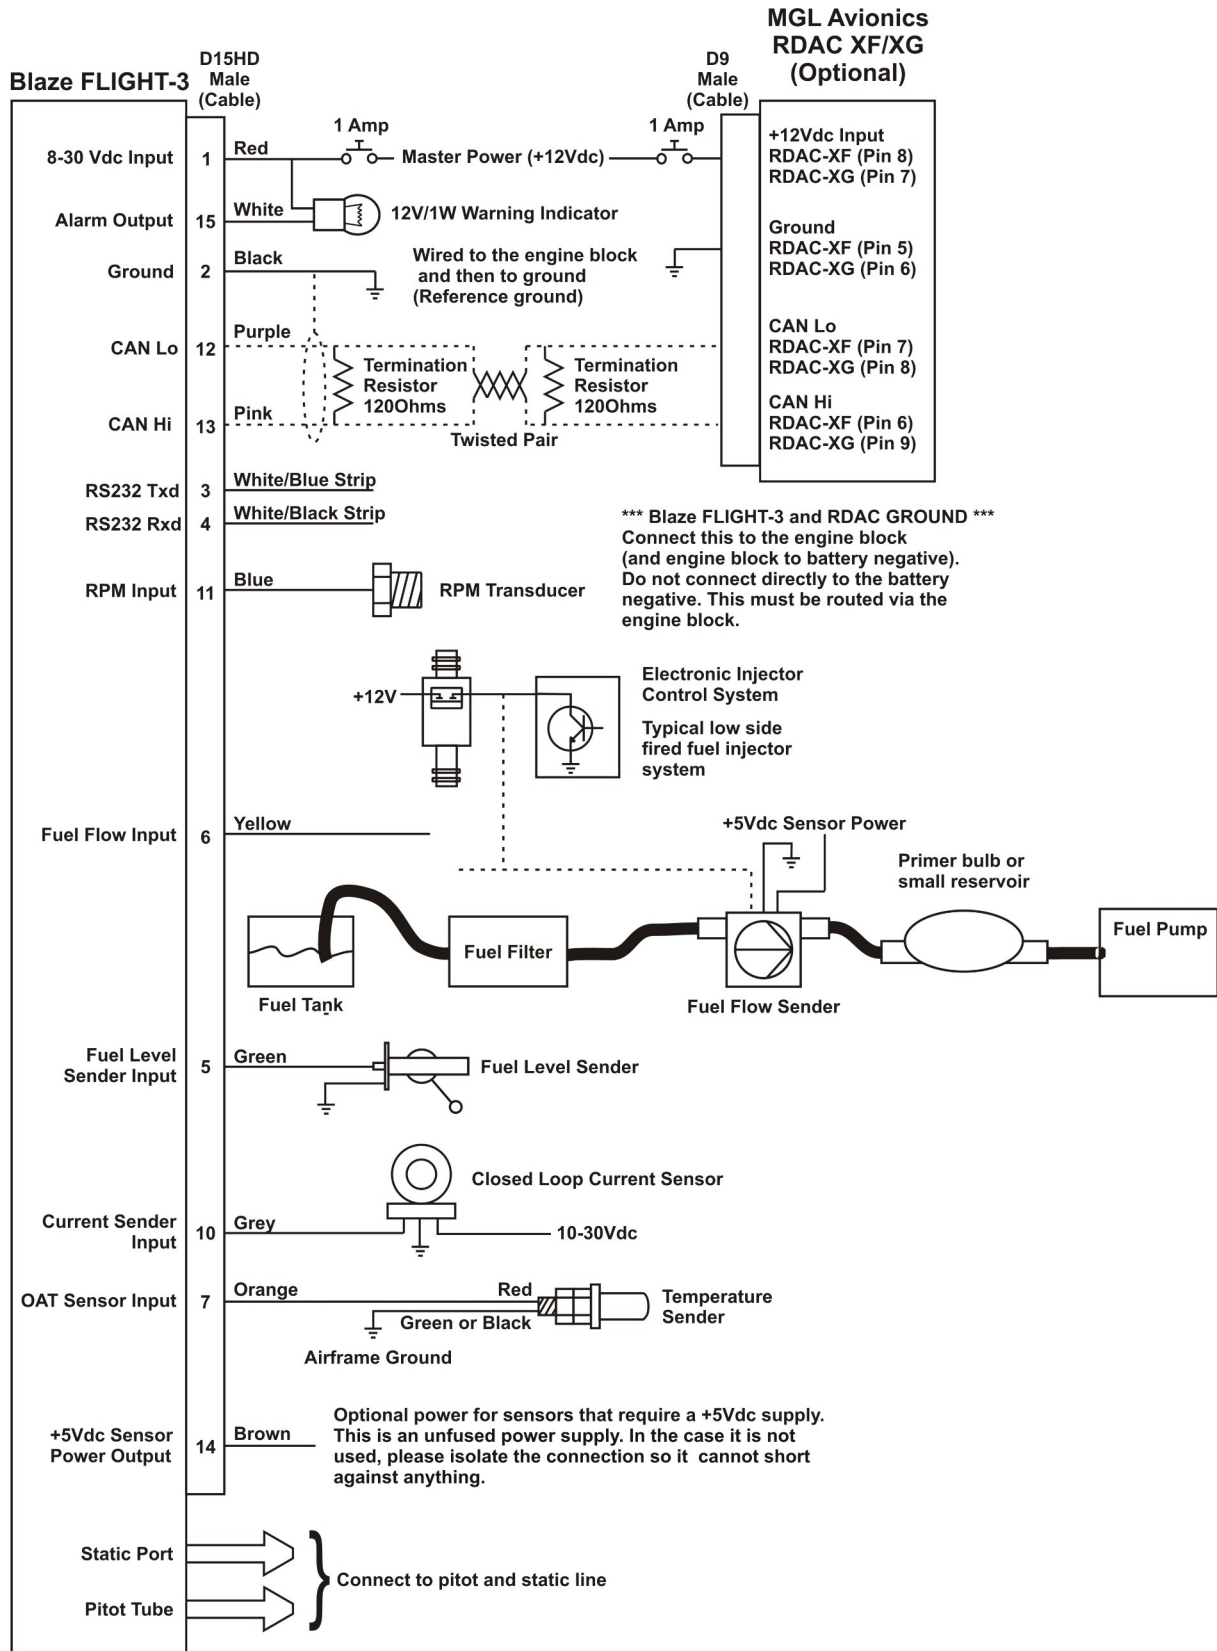 MGL Avionics
RDAC XF/XG
(Optional)
Blaze FLIGHT-3
D15HD
Male
(Cable)
D9
Male
(Cable)
8-30 Vdc Input
1
Red
1 Amp
Master Power (+12Vdc)
1 Amp
+12Vdc Input
RDAC-XF (Pin 8)
RDAC-XG (Pin 7)
Alarm Output
15
White
12V/1W Warning Indicator
Ground
2
Black
Wired to the engine block
and then to ground
(Reference ground)
Ground
RDAC-XF (Pin 5)
RDAC-XG (Pin 6)
CAN Lo
12
Purple
Termination
Resistor
120Ohms
Termination
Resistor
120Ohms
CAN Lo
RDAC-XF (Pin 7)
RDAC-XG (Pin 8)
CAN Hi
13
Pink
Twisted Pair
CAN Hi
RDAC-XF (Pin 6)
RDAC-XG (Pin 9)
RS232 Txd
3
White/Blue Strip
RS232 Rxd
4
White/Black Strip
*** Blaze FLIGHT-3 and RDAC GROUND ***
Connect this to the engine block
(and engine block to battery negative).
Do not connect directly to the battery
negative. This must be routed via the
engine block.
RPM Input
11
Blue
RPM Transducer
+12V
Electronic Injector
Control System
Typical low side
fired fuel injector
system
Fuel Flow Input
6
Yellow
+5Vdc Sensor Power
Primer bulb or
small reservoir
Fuel Tank
Fuel Filter
Fuel Flow Sender
Fuel Pump
Fuel Level
Sender Input
5
Green
Fuel Level Sender
Closed Loop Current Sensor
Current Sender
Input
10
Grey
10-30Vdc
OAT Sensor Input
7
Orange
Red
Green or Black
Temperature
Sender
Airframe Ground
+5Vdc Sensor
Power Output
14
Brown
Optional power for sensors that require a +5Vdc supply.
This is an unfused power supply. In the case it is not
used, please isolate the connection so it cannot short
against anything.
Static Port
Pitot Tube
Connect to pitot and static line